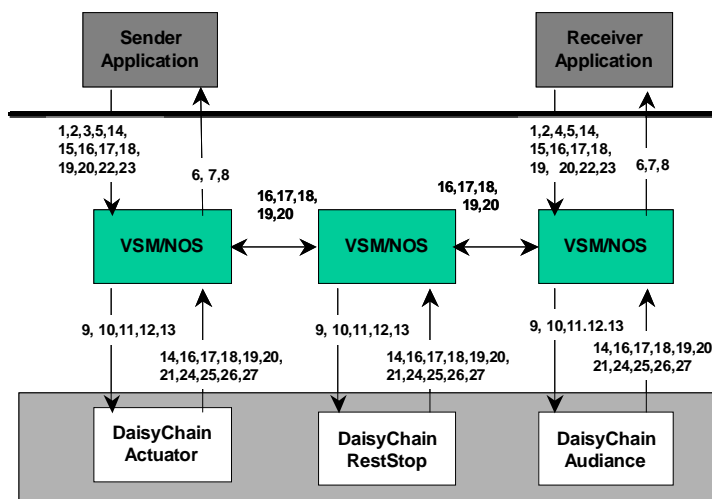 Sender
Application
Receiver
Application
1,2,3,5,14,
15,16,17,18,
19,20,22,23
6, 7,8
1,2,4,5,14,
15,16,17,18,
19, 20,22,23
6,7,8
16,17,18,
19,20
16,17,18,
19,20
VSM/NOS
VSM/NOS
VSM/NOS
9, 10,11,12,13
14,16,17,18,19,20,
21,24,25,26,27
9, 10,11,12,13
14,16,17,18,19,20,
21,24,25,26,27
9, 10,11.12.13
14,16,17,18,19,20
21,24,25,26,27
DaisyChain
Actuator
DaisyChain
RestStop
DaisyChain
Audiance